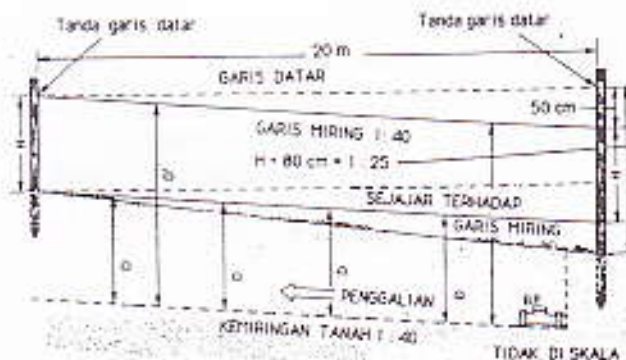 Tanda garis datar
Tanda garis datar
20 m
GARIS DATAR
50 cm
GARIS MIRING 1:40
H
H = 80 cm = 1:25
H
SEJAJAR TERHADAP
GARIS MIRING
D
D
D
D
PENGGALIAN
KEMIRINGAN TANAH 1:40
TIDAK DI SKALA